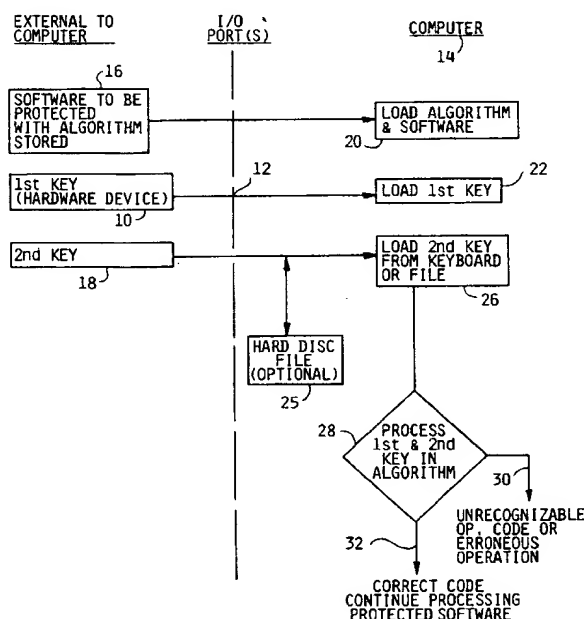 EXTERNAL TO
COMPUTER
I/O
PORT(S)
COMPUTER
14
16
SOFTWARE TO BE
PROTECTED
WITH ALGORITHM
STORED
LOAD ALGORITHM
& SOFTWARE
20
1st KEY
(HARDWARE DEVICE)
10
12
LOAD 1st KEY
22
2nd KEY
18
LOAD 2nd KEY
FROM KEYBOARD
OR FILE
26
HARD DISC
FILE
(OPTIONAL)
25
28
PROCESS
1st & 2nd
KEY IN
ALGORITHM
30
UNRECOGNIZABLE
OP. CODE OR
ERRONEOUS
OPERATION
32
CORRECT CODE
CONTINUE PROCESSING
PROTECTED SOFTWARE